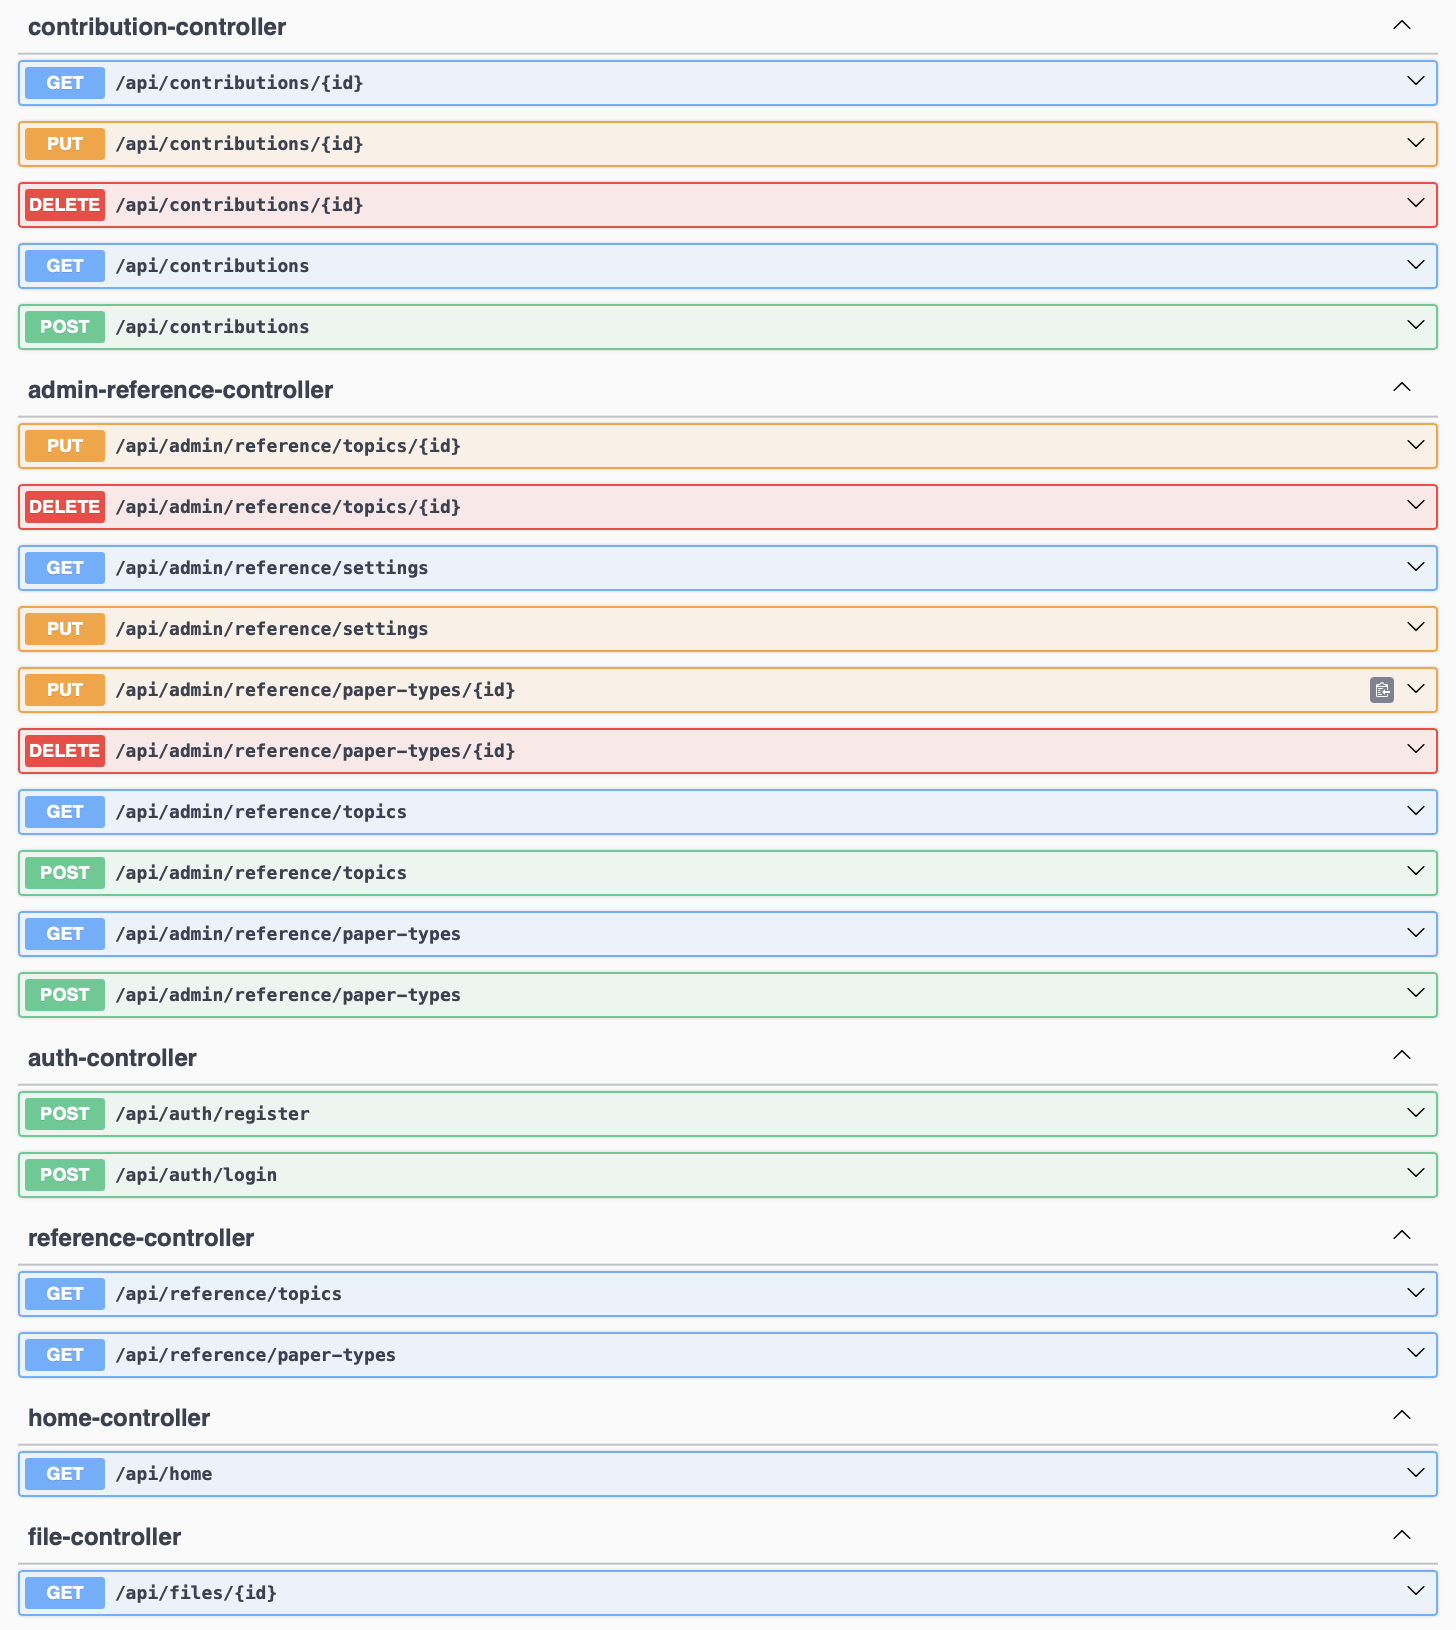 contribution-controller
GET /api/contributions/{id}
PUT /api/contributions/{id}
DELETE /api/contributions/{id}
GET /api/contributions
POST /api/contributions
admin-reference-controller
PUT /api/admin/reference/topics/{id}
DELETE /api/admin/reference/topics/{id}
GET /api/admin/reference/settings
PUT /api/admin/reference/settings
PUT /api/admin/reference/paper-types/{id}
DELETE /api/admin/reference/paper-types/{id}
GET /api/admin/reference/topics
POST /api/admin/reference/topics
GET /api/admin/reference/paper-types
POST /api/admin/reference/paper-types
auth-controller
POST /api/auth/register
POST /api/auth/login
reference-controller
GET /api/reference/topics
GET /api/reference/paper-types
home-controller
GET /api/home
file-controller
GET /api/files/{id}